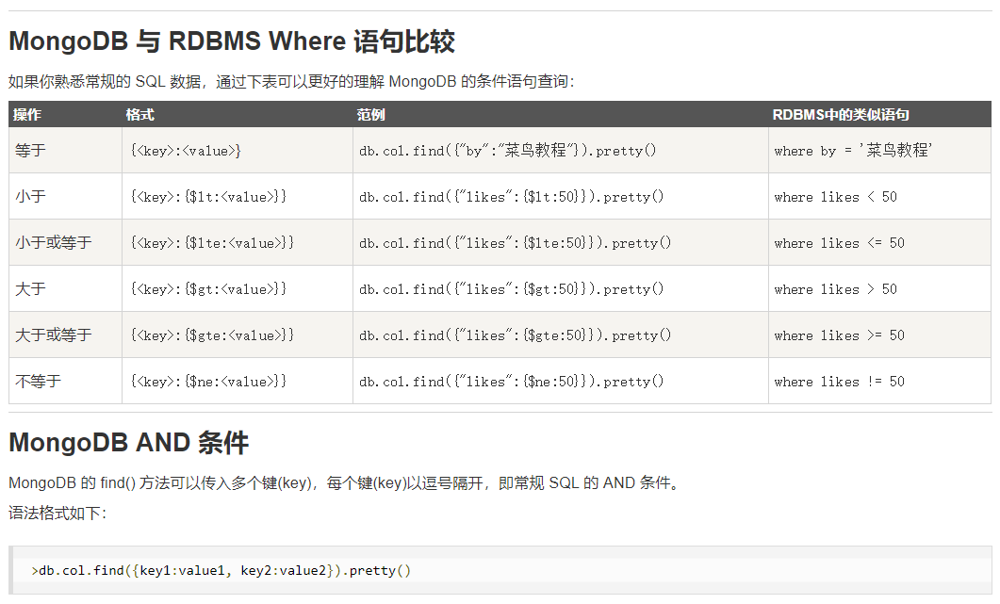 MongoDB 与 RDBMS Where 语句比较
如果你熟悉常规的 SQL 数据，通过下表可以更好的理解 MongoDB 的条件语句查询：
操作 格式 范例 RDBMS中的类似语句
等于 {<key>:<value>} db.col.find({"by":"菜鸟教程"}).pretty() where by = '菜鸟教程'
小于 {<key>:{$lt:<value>}} db.col.find({"likes":{$lt:50}}).pretty() where likes < 50
小于或等于 {<key>:{$lte:<value>}} db.col.find({"likes":{$lte:50}}).pretty() where likes <= 50
大于 {<key>:{$gt:<value>}} db.col.find({"likes":{$gt:50}}).pretty() where likes > 50
大于或等于 {<key>:{$gte:<value>}} db.col.find({"likes":{$gte:50}}).pretty() where likes >= 50
不等于 {<key>:{$ne:<value>}} db.col.find({"likes":{$ne:50}}).pretty() where likes != 50
MongoDB AND 条件
MongoDB 的 find() 方法可以传入多个键(key)，每个键(key)以逗号隔开，即常规 SQL 的 AND 条件。
语法格式如下：
>db.col.find({key1:value1, key2:value2}).pretty()